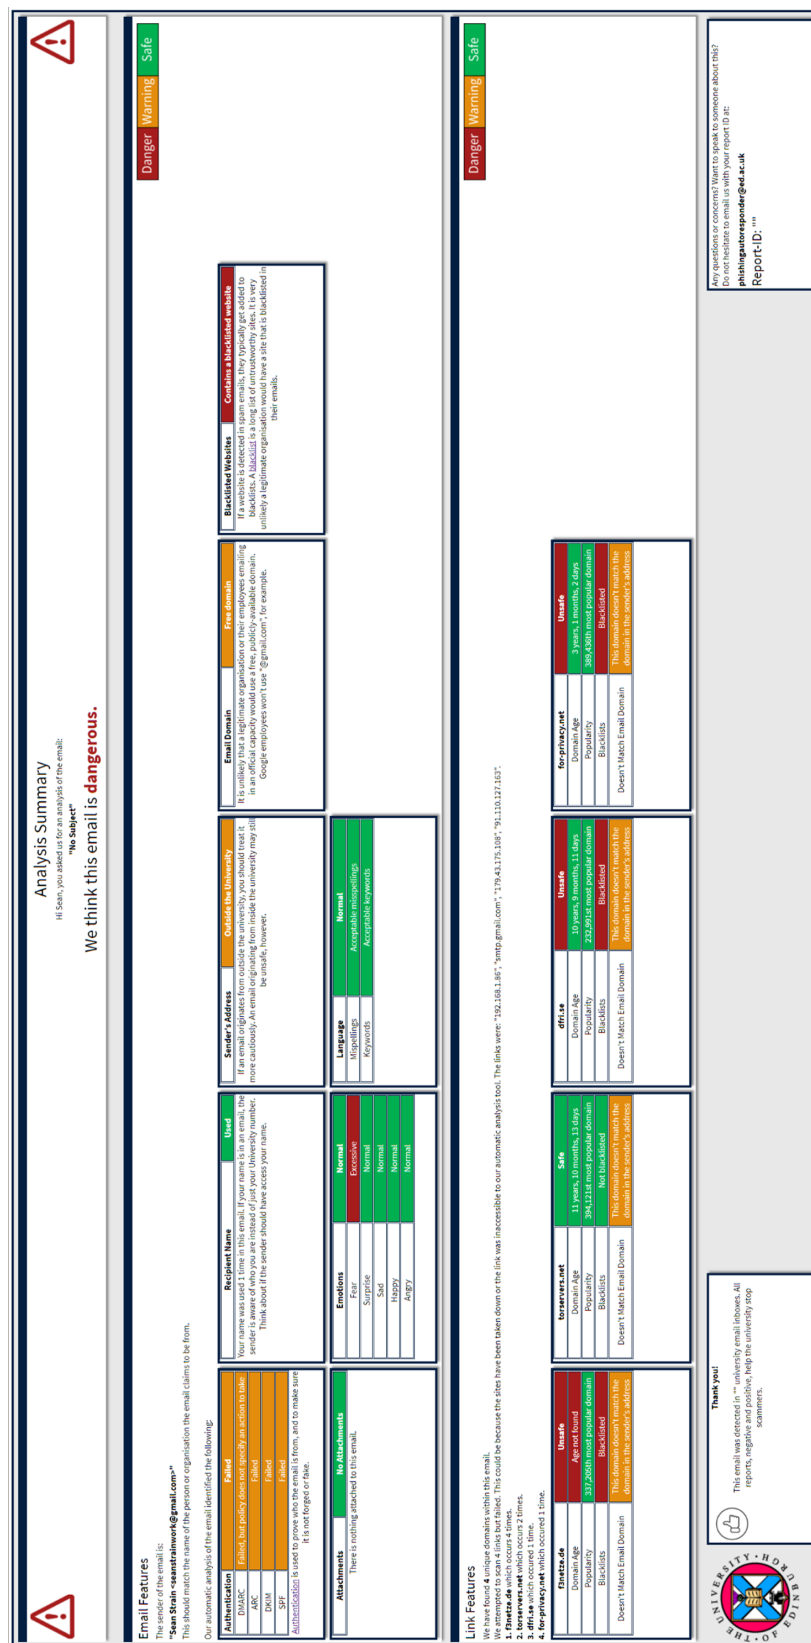 Analysis Summary
Hi Sean, you asked us for an analysis of the email:
"No Subject"
We think this email is dangerous.
Email Features
Danger Warning Safe
The sender of the email is:
"Sean Strain <seanstrainwork@gmail.com>"
This should match the name of the person or organisation the email claims to be from.
Our automatic analysis of the email identified the following:
Authentication Failed
DMARC Failed, but policy does not specify an action to take
ARC Failed
DKIM Failed
SPF Failed
Authentication is used to prove who the email is from, and to make sure
it is not forged or fake.
Recipient Name Used
Your name was used 1 time in this email. If your name is in an email, the
sender is aware of who you are instead of just your University number.
Think about if the sender should have access your name.
Sender's Address Outside the University
If an email originates from outside the university, you should treat it
more cautiously. An email originating from inside the university may still
be unsafe, however.
Email Domain Free domain
It is unlikely that a legitimate organisation or their employees emailing
in an official capacity would use a free, publicly-available domain.
Google employees won't use "@gmail.com", for example.
Blacklisted Websites Contains a blacklisted website
If a website is detected in spam emails, they typically get added to
blacklists. A blacklist is a long list of untrustworthy sites. It is very
unlikely a legitimate organisation would have a site that is blacklisted in
their emails.
Attachments No Attachments
There is nothing attached to this email.
Emotions Normal
Fear Excessive
Surprise Normal
Sad Normal
Happy Normal
Angry Normal
Language Normal
Mispellings Acceptable misspellings
Keywords Acceptable keywords
Link Features
Danger Warning Safe
We have found 4 unique domains within this email.
We attempted to scan 4 links but failed. This could be because the sites have been taken down or the link was inaccessible to our automatic analysis tool. The links were: "192.168.1.86", "smtp.gmail.com", "179.43.175.108", "91.110.127.163".
1. f3netze.de which occurs 4 times.
2. torservers.net which occurs 2 times.
3. dfri.se which occured 1 time.
4. for-privacy.net which occured 1 time.
f3netze.de Unsafe
Domain Age Age not found
Popularity 337,209th most popular domain
Blacklists Blacklisted
Doesn't Match Email Domain This domain doesn't match the
domain in the sender's address
torservers.net Safe
Domain Age 11 years, 10 months, 13 days
Popularity 394,121st most popular domain
Blacklists Not blacklisted
Doesn't Match Email Domain This domain doesn't match the
domain in the sender's address
dfri.se Unsafe
Domain Age 10 years, 9 months, 11 days
Popularity 232,991st most popular domain
Blacklists Blacklisted
Doesn't Match Email Domain This domain doesn't match the
domain in the sender's address
for-privacy.net Unsafe
Domain Age 3 years, 1 months, 2 days
Popularity 389,436th most popular domain
Blacklists Blacklisted
Doesn't Match Email Domain This domain doesn't match the
domain in the sender's address
THE UNIVERSITY OF EDINBURGH
Thank you!
This email was detected in "" university email inboxes. All
reports, negative and positive, help the university stop
scammers.
Any questions or concerns? Want to speak to someone about this?
Do not hesitate to email us with your report ID at:
phishingautoresponder@ed.ac.uk
Report-ID: ""